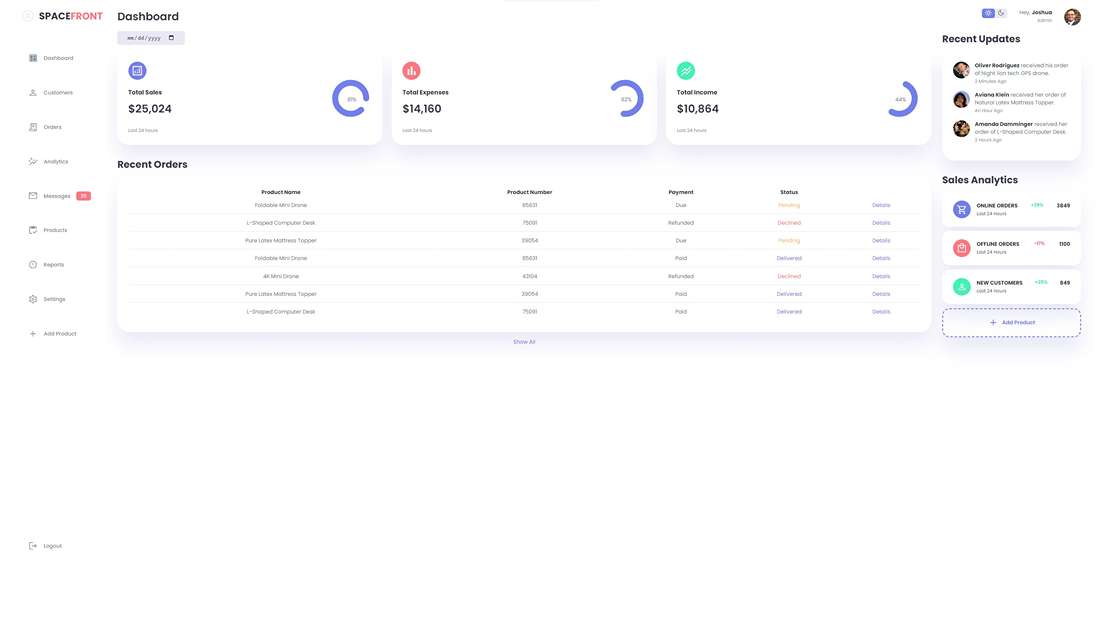 SPACEFRONT
Dashboard
Customers
Orders
Analytics
Messages
Products
Reports
Settings
Add Product
Logout
Dashboard
mm/dd/yyyy
Total Sales
$25,024
81%
Last 24 hours
Total Expenses
$14,160
62%
Last 24 hours
Total Income
$10,864
44%
Last 24 hours
Recent Orders
Product Name Product Number Payment Status
Foldable Mini Drone 85631 Due Pending Details
L-Shaped Computer Desk 75091 Refunded Declined Details
Pure Latex Mattress Topper 39054 Due Pending Details
Foldable Mini Drone 85631 Paid Delivered Details
4K Mini Drone 42104 Refunded Declined Details
Pure Latex Mattress Topper 39054 Paid Delivered Details
L-Shaped Computer Desk 75091 Paid Delivered Details
Show All
Hey, Joshua
Admin
Recent Updates
Oliver Rodriguez received his order
of Night lion tech GPS drone.
2 Minutes Ago
Aviana Klein received her order of
Natural Latex Mattress Topper.
An Hour Ago
Amanda Damminger received her
order of L-Shaped Computer Desk.
3 Hours Ago
Sales Analytics
ONLINE ORDERS +39% 3849
Last 24 Hours
OFFLINE ORDERS -17% 1100
Last 24 Hours
NEW CUSTOMERS +25% 849
Last 24 Hours
Add Product